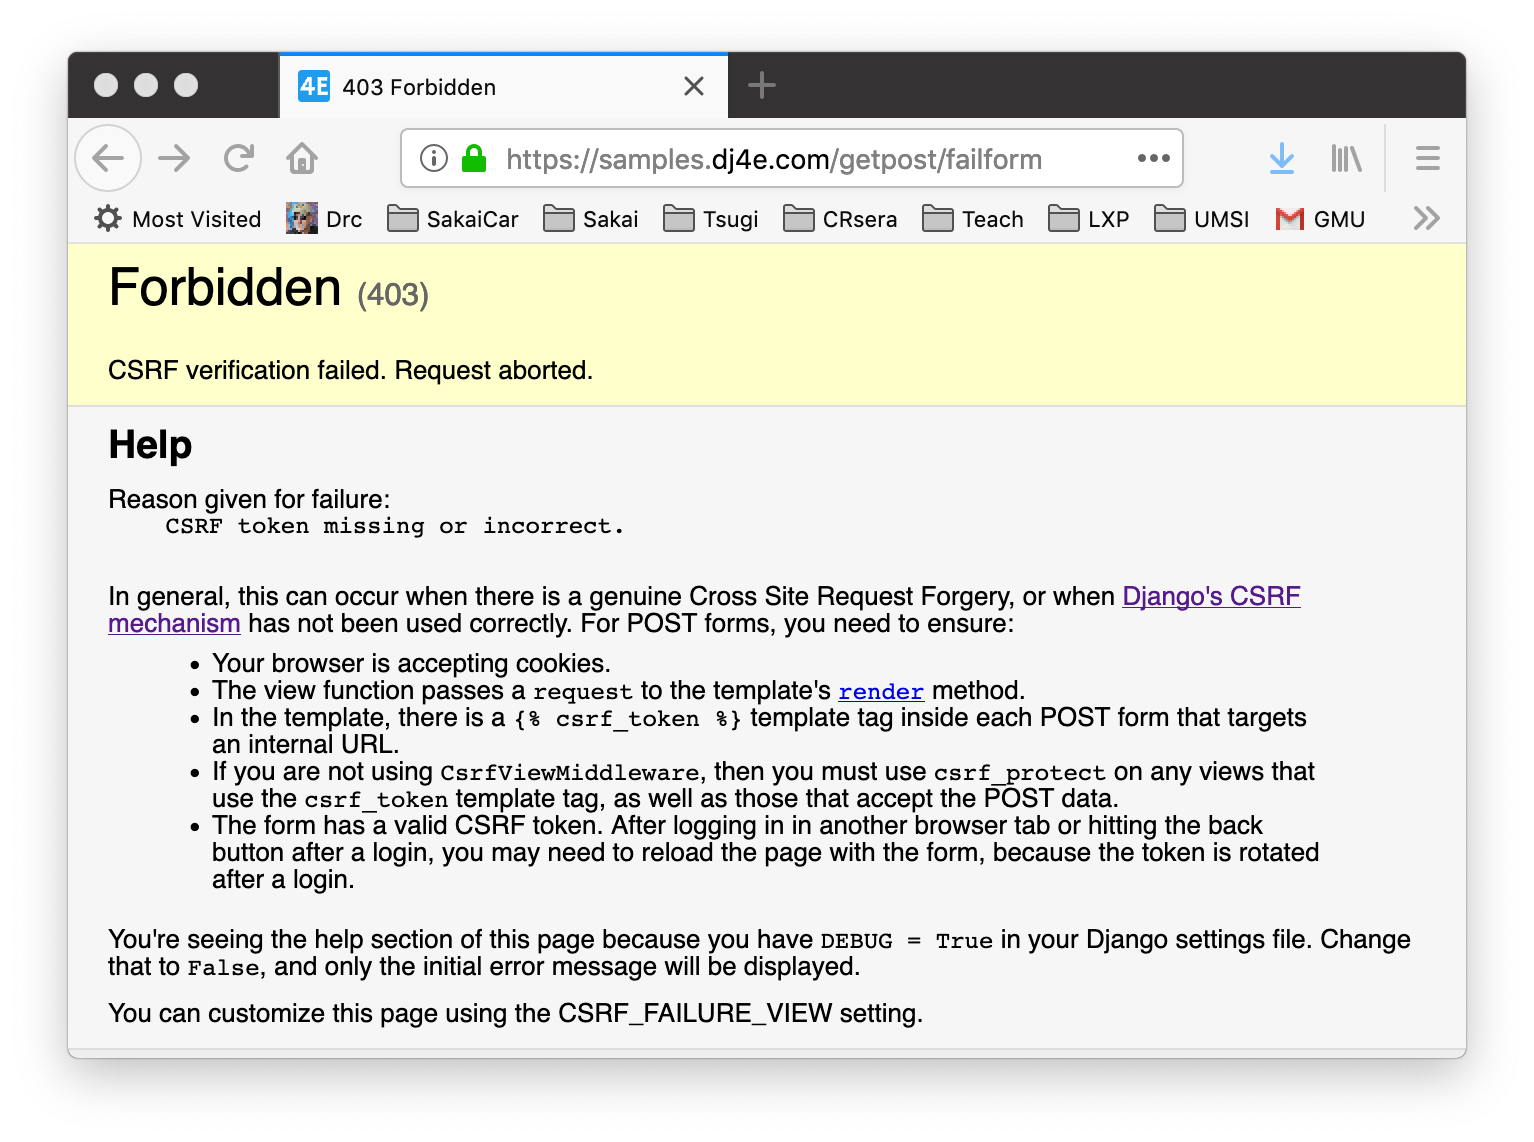 4E 403 Forbidden
https://samples.dj4e.com/getpost/failform
Most Visited Drc SakaiCar Sakai Tsugi CRsera Teach LXP UMSI GMU
Forbidden (403)
CSRF verification failed. Request aborted.
Help
Reason given for failure:
CSRF token missing or incorrect.
In general, this can occur when there is a genuine Cross Site Request Forgery, or when Django's CSRF
mechanism has not been used correctly. For POST forms, you need to ensure:
• Your browser is accepting cookies.
• The view function passes a request to the template's render method.
• In the template, there is a {% csrf_token %} template tag inside each POST form that targets
an internal URL.
• If you are not using CsrfViewMiddleware, then you must use csrf_protect on any views that
use the csrf_token template tag, as well as those that accept the POST data.
• The form has a valid CSRF token. After logging in in another browser tab or hitting the back
button after a login, you may need to reload the page with the form, because the token is rotated
after a login.
You're seeing the help section of this page because you have DEBUG = True in your Django settings file. Change
that to False, and only the initial error message will be displayed.
You can customize this page using the CSRF_FAILURE_VIEW setting.